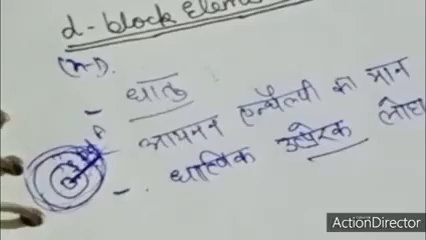 d-block Eleme
(n-1).
- धातु
आयनन एन्थैल्पी का मान
- धात्विक उत्प्रेरक लोह
ActionDirector